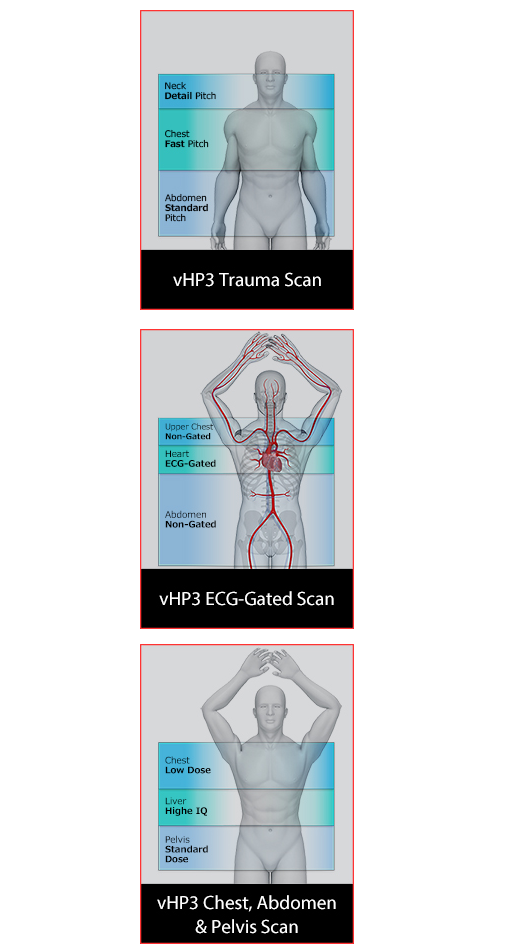 Neck
Detail Pitch
Chest
Fast Pitch
Abdomen
Standard
Pitch
vHP3 Trauma Scan
Upper Chest
Non-Gated
Heart
ECG-Gated
Abdomen
Non-Gated
vHP3 ECG-Gated Scan
Chest
Low Dose
Liver
Highe IQ
Pelvis
Standard
Dose
vHP3 Chest, Abdomen
& Pelvis Scan